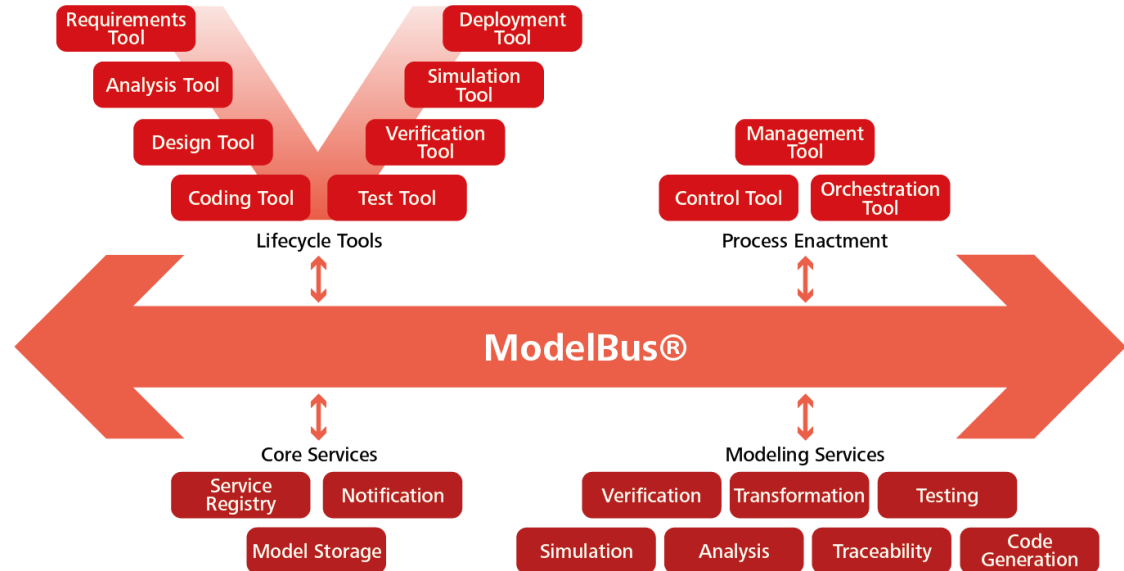 Requirements
Tool
Deployment
Tool
Analysis Tool
Simulation
Tool
Design Tool
Verification
Tool
Coding Tool
Test Tool
Lifecycle Tools
Management
Tool
Control Tool
Orchestration
Tool
Process Enactment
ModelBus®
Core Services
Service
Registry
Notification
Model Storage
Modeling Services
Verification
Transformation
Testing
Simulation
Analysis
Traceability
Code
Generation